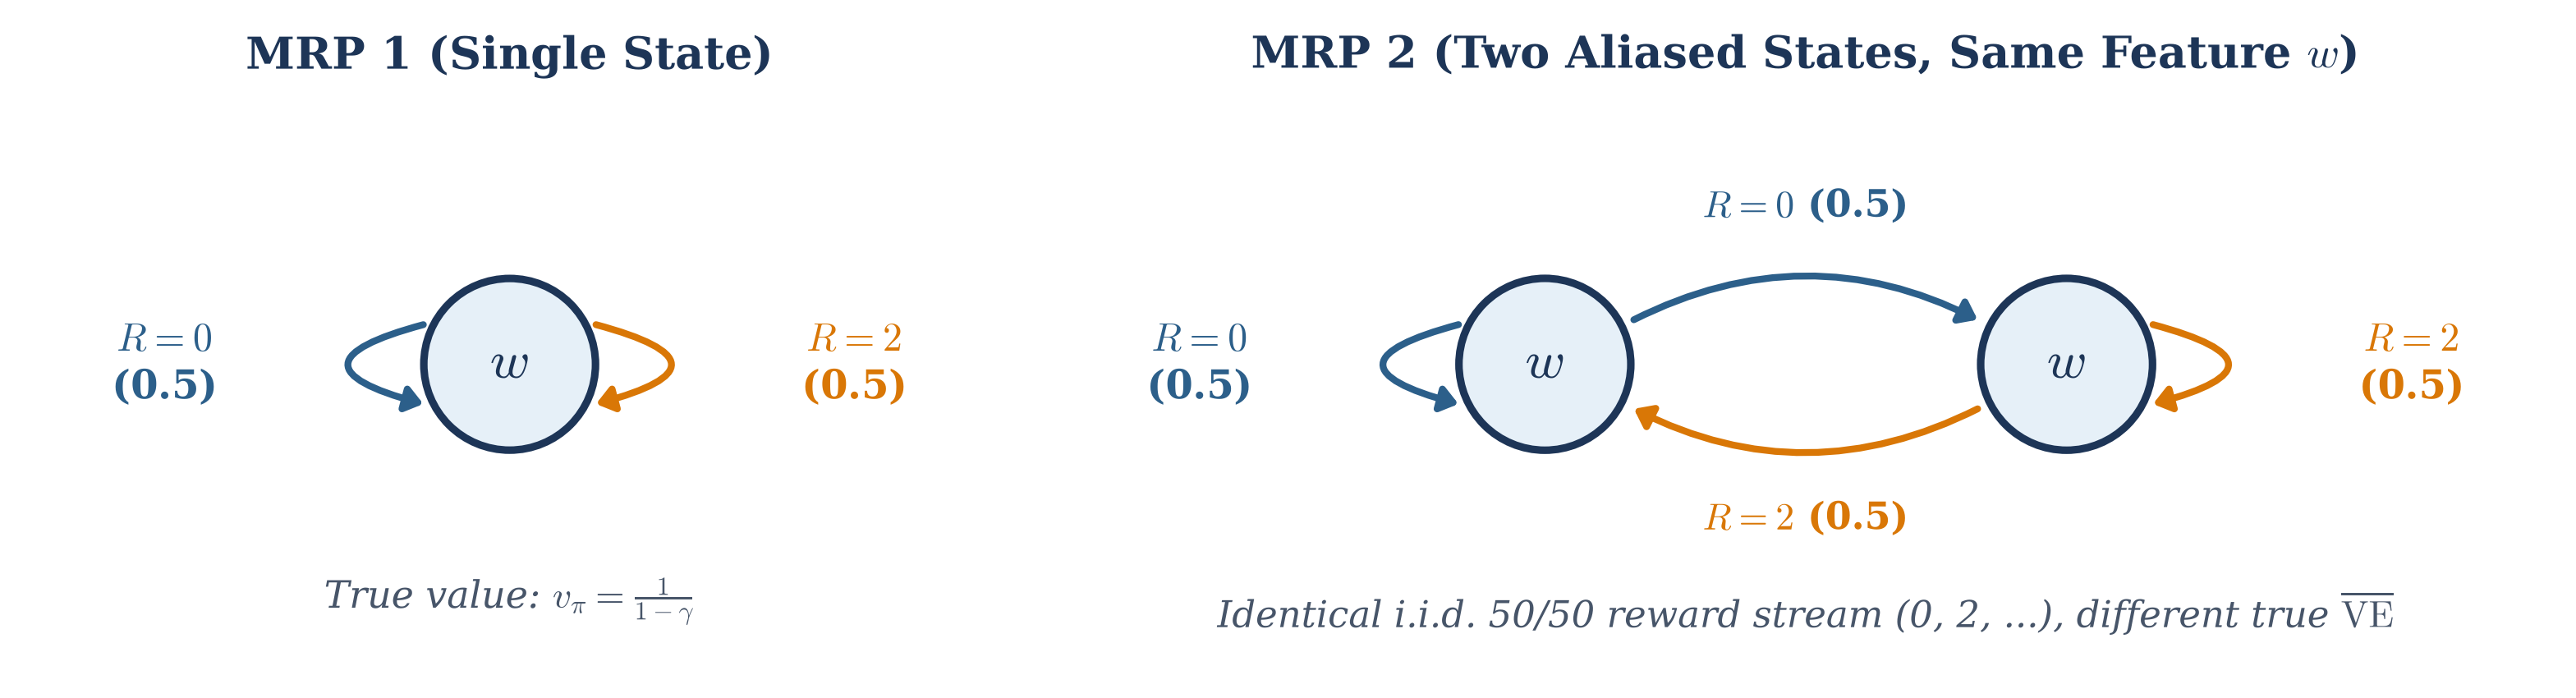 MRP 1 (Single State)
R = 0
(0.5)
w
R = 2
(0.5)
True value: v_π = 1/(1 − γ)
MRP 2 (Two Aliased States, Same Feature w)
R = 0 (0.5)
R = 0
(0.5)
w
w
R = 2
(0.5)
R = 2 (0.5)
Identical i.i.d. 50/50 reward stream (0, 2, ...), different true V̅E̅